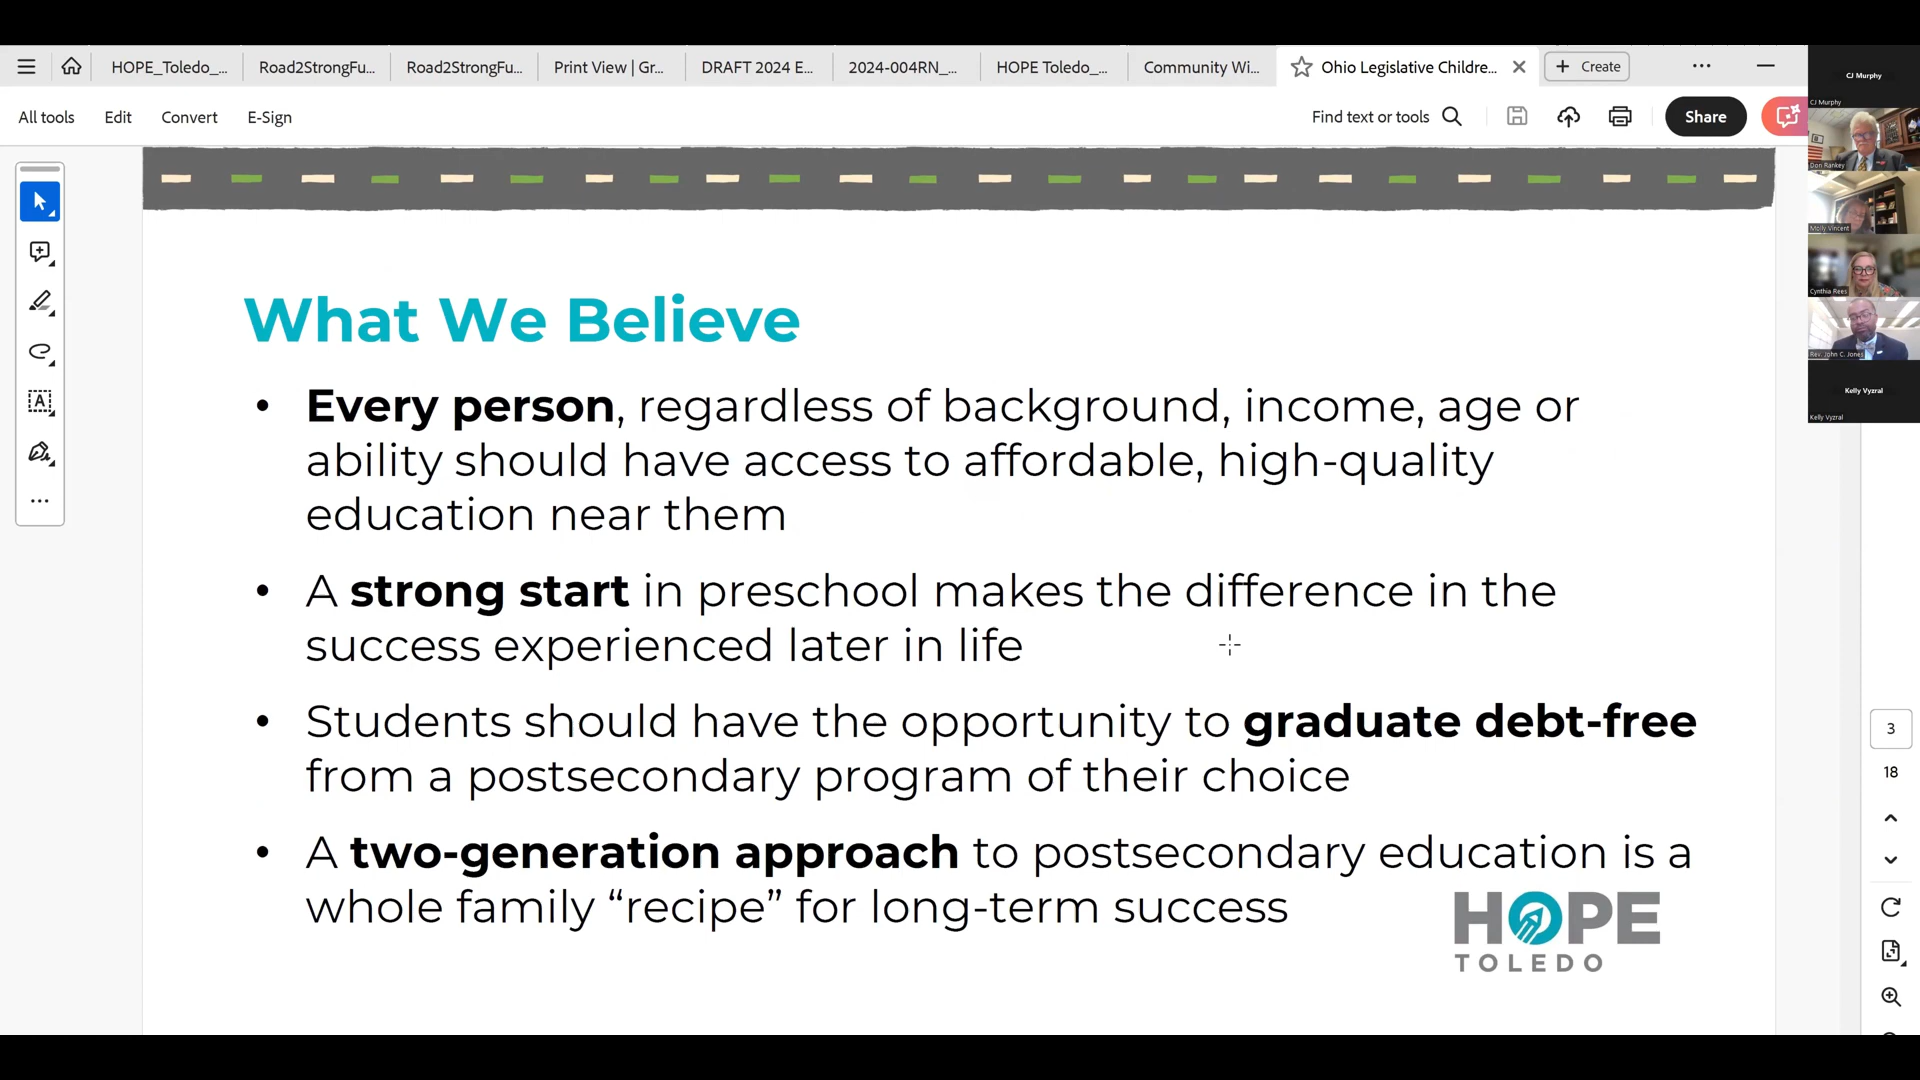 HOPE_Toledo_...
Road2StrongFu...
Road2StrongFu...
Print View | Gr...
DRAFT 2024 E...
2024-004RN_...
HOPE Toledo_...
Community Wi...
Ohio Legislative Childre...
Create
All tools
Edit
Convert
E-Sign
Find text or tools
Share
CJ Murphy
CJ Murphy
Don Rankey
Molly Vincent
Cynthia Rees
Rev. John C. Jones
Kelly Vyzral
Kelly Vyzral
What We Believe
• Every person, regardless of background, income, age or
ability should have access to affordable, high-quality
education near them
• A strong start in preschool makes the difference in the
success experienced later in life
• Students should have the opportunity to graduate debt-free
from a postsecondary program of their choice
• A two-generation approach to postsecondary education is a
whole family “recipe” for long-term success
HOPE
TOLEDO
3
18